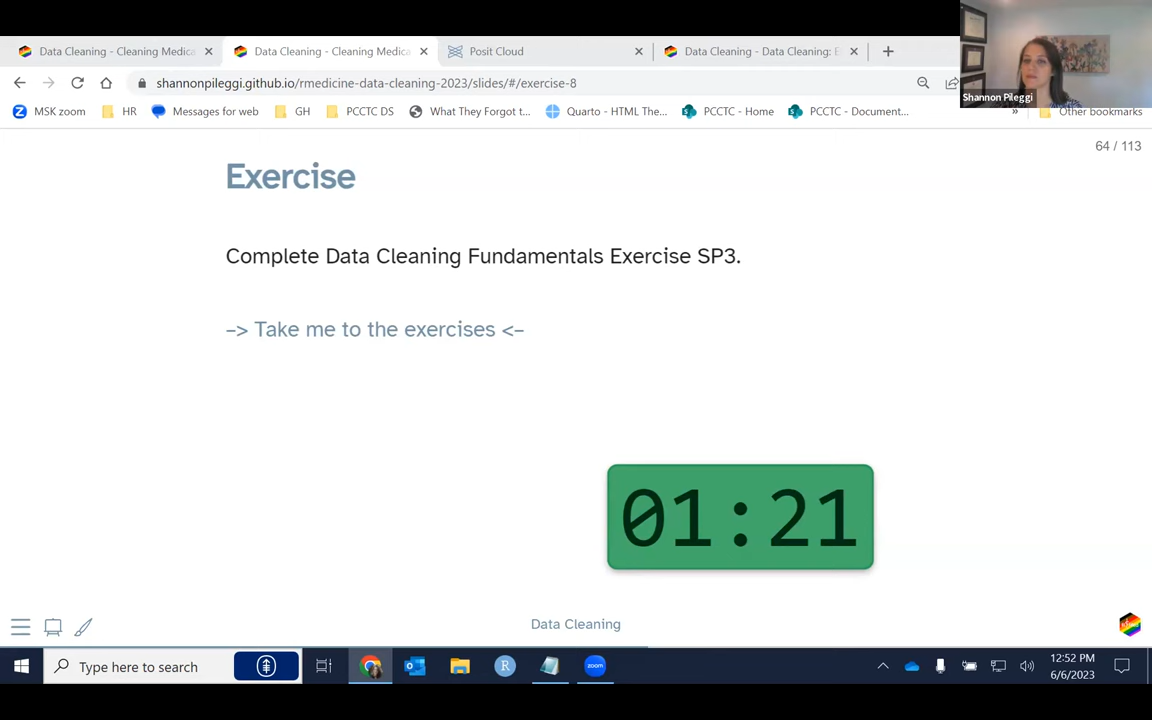 Data Cleaning - Cleaning Medica
Data Cleaning - Cleaning Medica
Posit Cloud
Data Cleaning - Data Cleaning: E
shannonpileggi.github.io/rmedicine-data-cleaning-2023/slides/#/exercise-8
Shannon Pileggi
MSK zoom
HR
Messages for web
GH
PCCTC DS
What They Forgot t...
Quarto - HTML The...
PCCTC - Home
PCCTC - Document...
»
Other bookmarks
64 / 113
Exercise
Complete Data Cleaning Fundamentals Exercise SP3.
–> Take me to the exercises <–
01:21
Data Cleaning
Type here to search
R
zoom
12:52 PM
6/6/2023